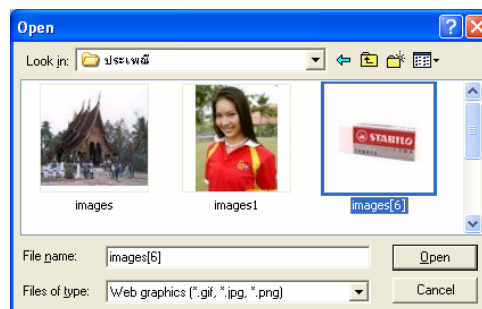 Open
Look in: ประเพณี
STABILO
images
images1
images[6]
File name: images[6]
Open
Files of type: Web graphics (*.gif, *.jpg, *.png)
Cancel